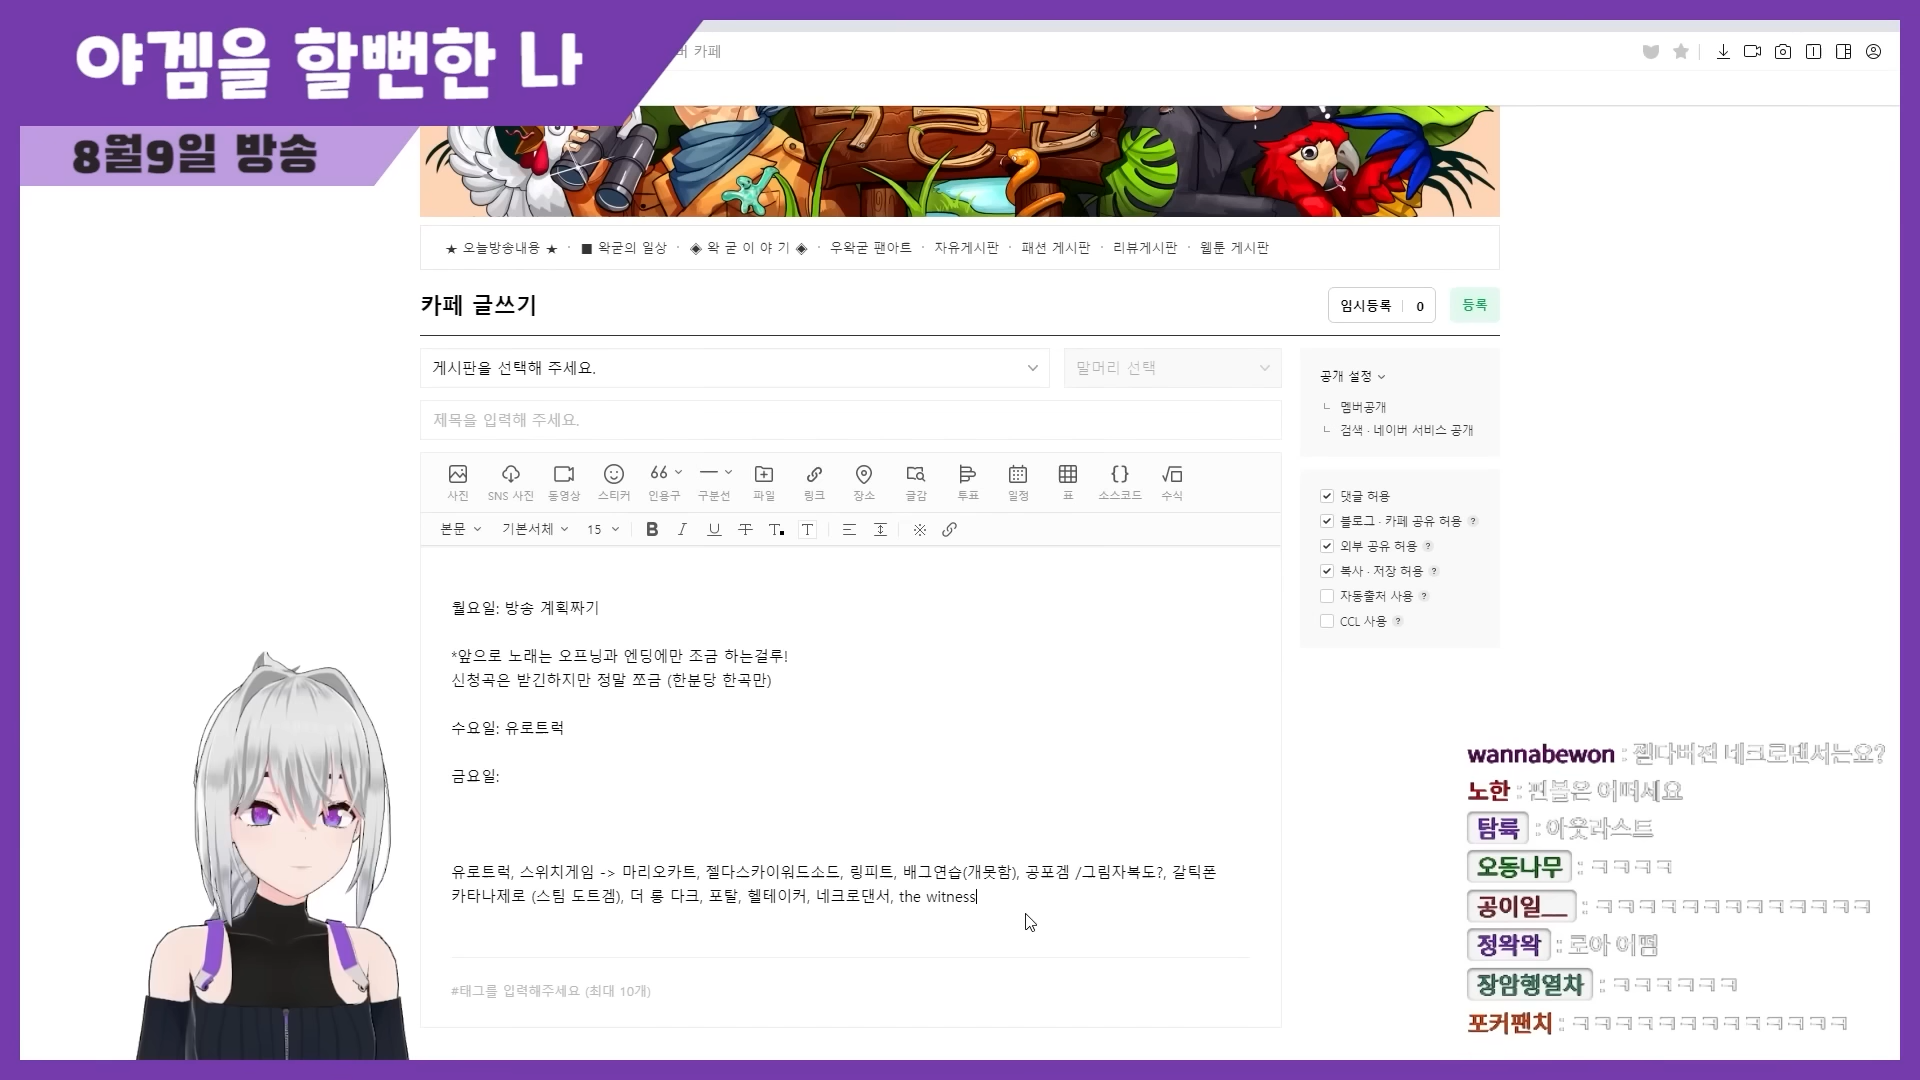 야겜을 할뻔한 나
8월9일 방송
카페
★ 오늘방송내용 ★ · ■ 왁굳의 일상 · ◈ 왁 굳 이 야 기 ◈ · 우왁굳 팬아트 · 자유게시판 · 패션 게시판 · 리뷰게시판 · 웹툰 게시판
카페 글쓰기
임시등록 | 0
등록
게시판을 선택해 주세요.
말머리 선택
제목을 입력해 주세요.
공개 설정
ㄴ 멤버공개
ㄴ 검색 · 네이버 서비스 공개
사진 SNS 사진 동영상 스티커 인용구 구분선 파일 링크 장소 글감 투표 일정 표 소스코드 수식
본문 기본서체 15 B I U T T T
댓글 허용
블로그 · 카페 공유 허용 ?
외부 공유 허용 ?
복사 · 저장 허용 ?
자동출처 사용 ?
CCL 사용 ?
월요일: 방송 계획짜기
*앞으로 노래는 오프닝과 엔딩에만 조금 하는걸루!
신청곡은 받긴하지만 정말 쪼금 (한분당 한곡만)
수요일: 유로트럭
금요일:
유로트럭, 스위치게임 -> 마리오카트, 젤다스카이워드소드, 링피트, 배그연습(개못함), 공포겜 /그림자복도?, 갈틱폰
카타나제로 (스팀 도트겜), 더 롱 다크, 포탈, 헬테이커, 네크로댄서, the witness
#태그를 입력해주세요 (최대 10개)
wannabewon : 젤다버젼 네크로댄서는요?
노한 : 핀볼은 어떠세요
탐륵 : 아웃라스트
오동나무 : ㅋㅋㅋㅋ
공이일__ : ㅋㅋㅋㅋㅋㅋㅋㅋㅋㅋㅋㅋㅋ
정왁왁 : 로아 어떰
장암행열차 : ㅋㅋㅋㅋㅋㅋ
포커팬치 : ㅋㅋㅋㅋㅋㅋㅋㅋㅋㅋㅋㅋㅋ